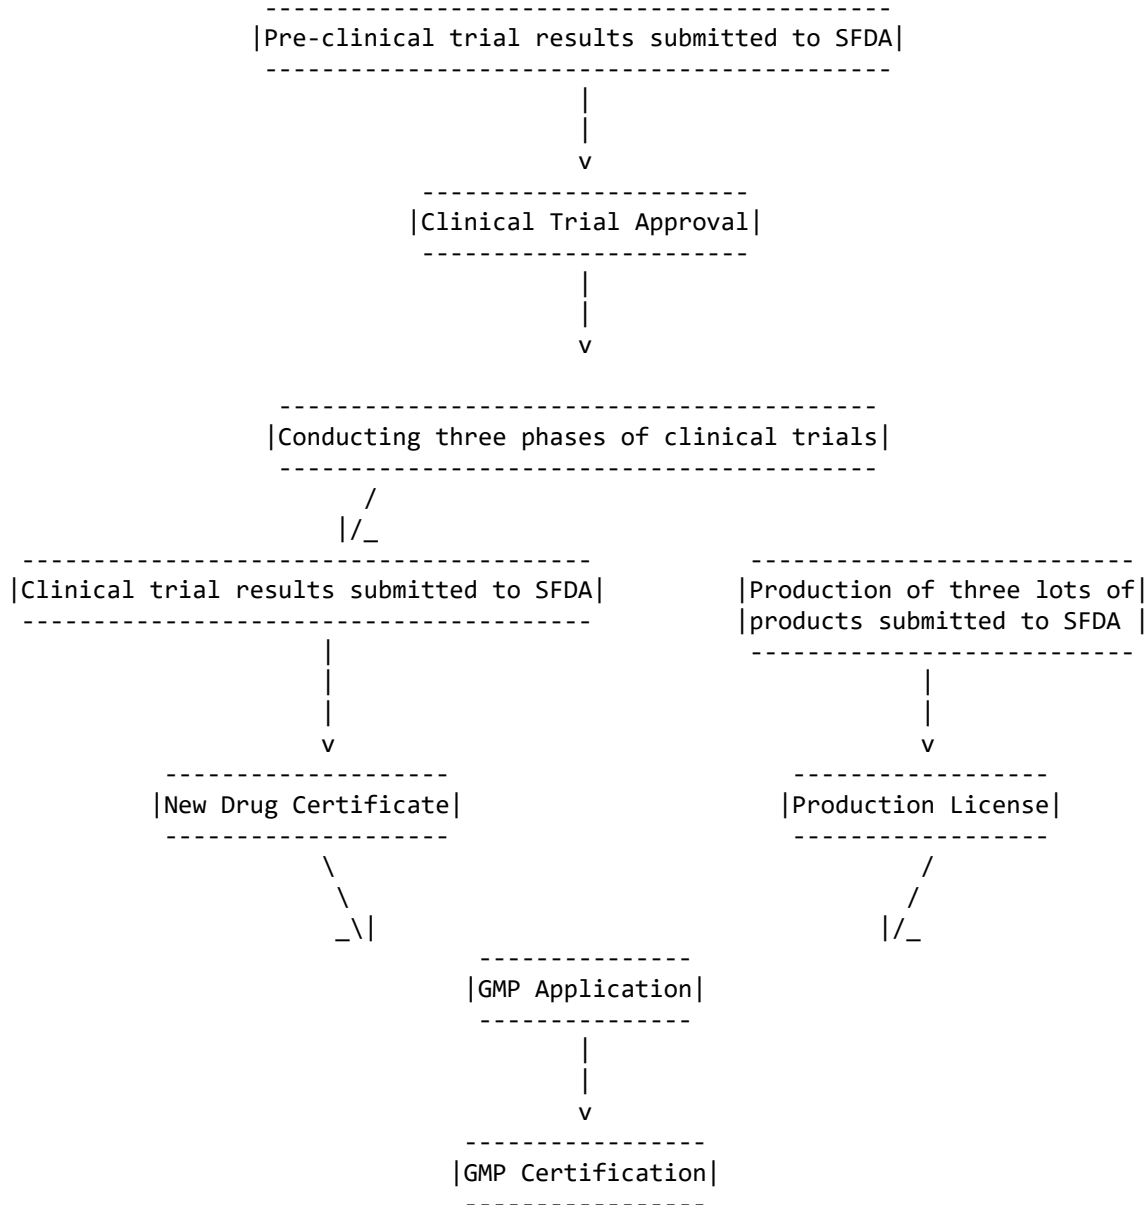 Pre-clinical trial results submitted to SFDA
Clinical Trial Approval
Conducting three phases of clinical trials
Clinical trial results submitted to SFDA
Production of three lots of
products submitted to SFDA
New Drug Certificate
Production License
GMP Application
GMP Certification